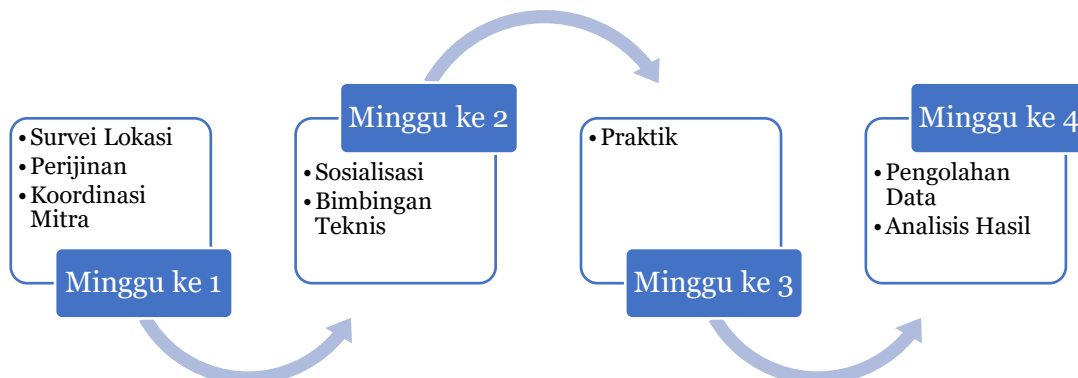 • Survei Lokasi
• Perijinan
• Koordinasi
Mitra
Minggu ke 1
Minggu ke 2
• Sosialisasi
• Bimbingan
Teknis
• Praktik
Minggu ke 3
Minggu ke 4
• Pengolahan
Data
• Analisis Hasil